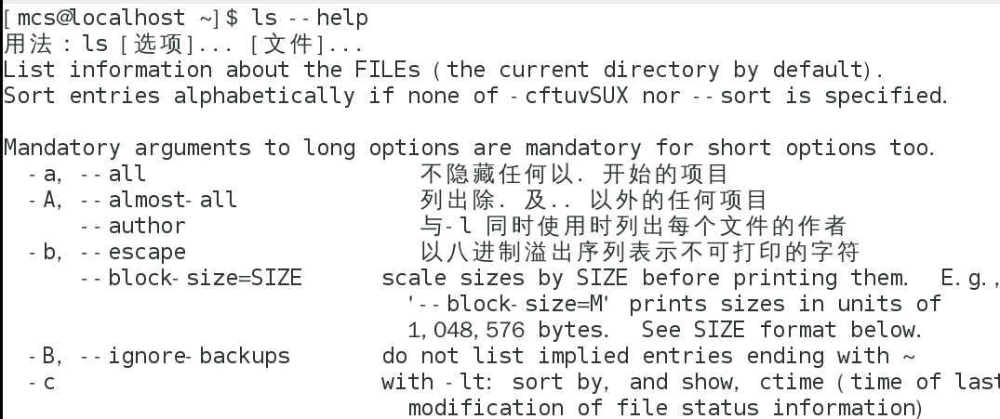 [mcs@localhost ~]$ ls --help
用法：ls [选项]... [文件]...
List information about the FILEs (the current directory by default).
Sort entries alphabetically if none of -cftuvSUX nor --sort is specified.
Mandatory arguments to long options are mandatory for short options too.
-a, --all 不隐藏任何以. 开始的项目
-A, --almost-all 列出除. 及.. 以外的任何项目
--author 与-l 同时使用时列出每个文件的作者
-b, --escape 以八进制溢出序列表示不可打印的字符
--block-size=SIZE scale sizes by SIZE before printing them. E.g.,
'--block-size=M' prints sizes in units of
1,048,576 bytes. See SIZE format below.
-B, --ignore-backups do not list implied entries ending with ~
-c with -lt: sort by, and show, ctime (time of last
modification of file status information)